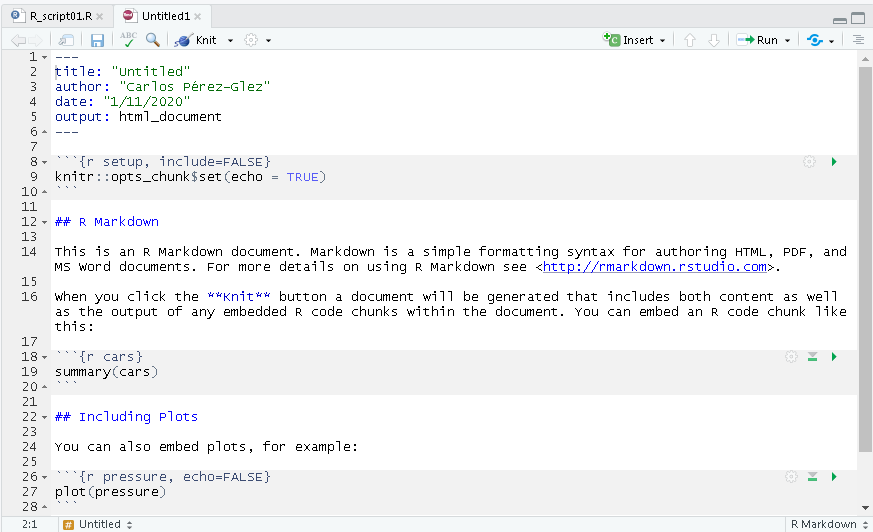 R_script01.R
Untitled1
ABC
Knit
Insert
Run
1 ---
2 title: "Untitled"
3 author: "Carlos Pérez-Glez"
4 date: "1/11/2020"
5 output: html_document
6 ---
7
8 ```{r setup, include=FALSE}
9 knitr::opts_chunk$set(echo = TRUE)
10 ```
11
12 ## R Markdown
13
14 This is an R Markdown document. Markdown is a simple formatting syntax for authoring HTML, PDF, and
MS Word documents. For more details on using R Markdown see <http://rmarkdown.rstudio.com>.
15
16 When you click the **Knit** button a document will be generated that includes both content as well
as the output of any embedded R code chunks within the document. You can embed an R code chunk like
this:
17
18 ```{r cars}
19 summary(cars)
20 ```
21
22 ## Including Plots
23
24 You can also embed plots, for example:
25
26 ```{r pressure, echo=FALSE}
27 plot(pressure)
28 ```
2:1 # Untitled R Markdown